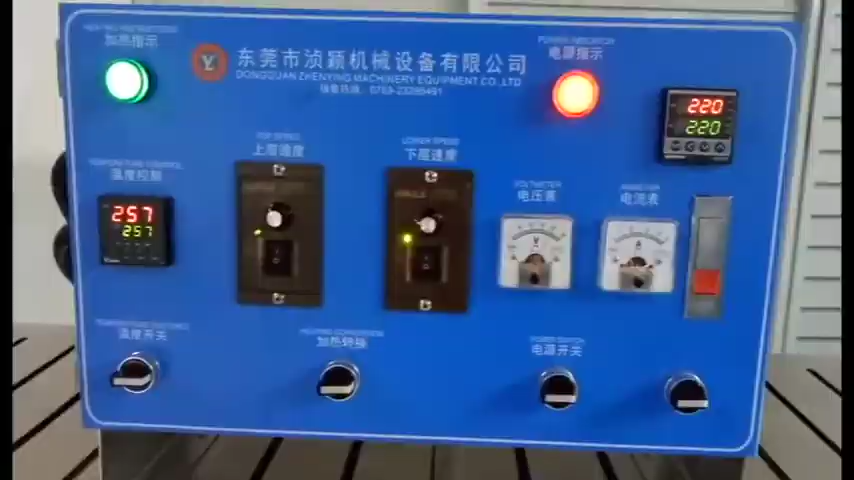 加热指示
Y
东莞市浈颖机械设备有限公司
DONGGUAN ZHENYING MACHINERY EQUIPMENT CO.,LTD
POWER INDICATOR
电源指示
220
220
TEMPERATURE CONTROL
温度控制
257
257
TOP SPEED
上层速度
LOWER SPEED
下层速度
VOLTMETER
电压表
V
AMMETER
电流表
A
温度开关
加热转换
POWER SWITCH
电源开关